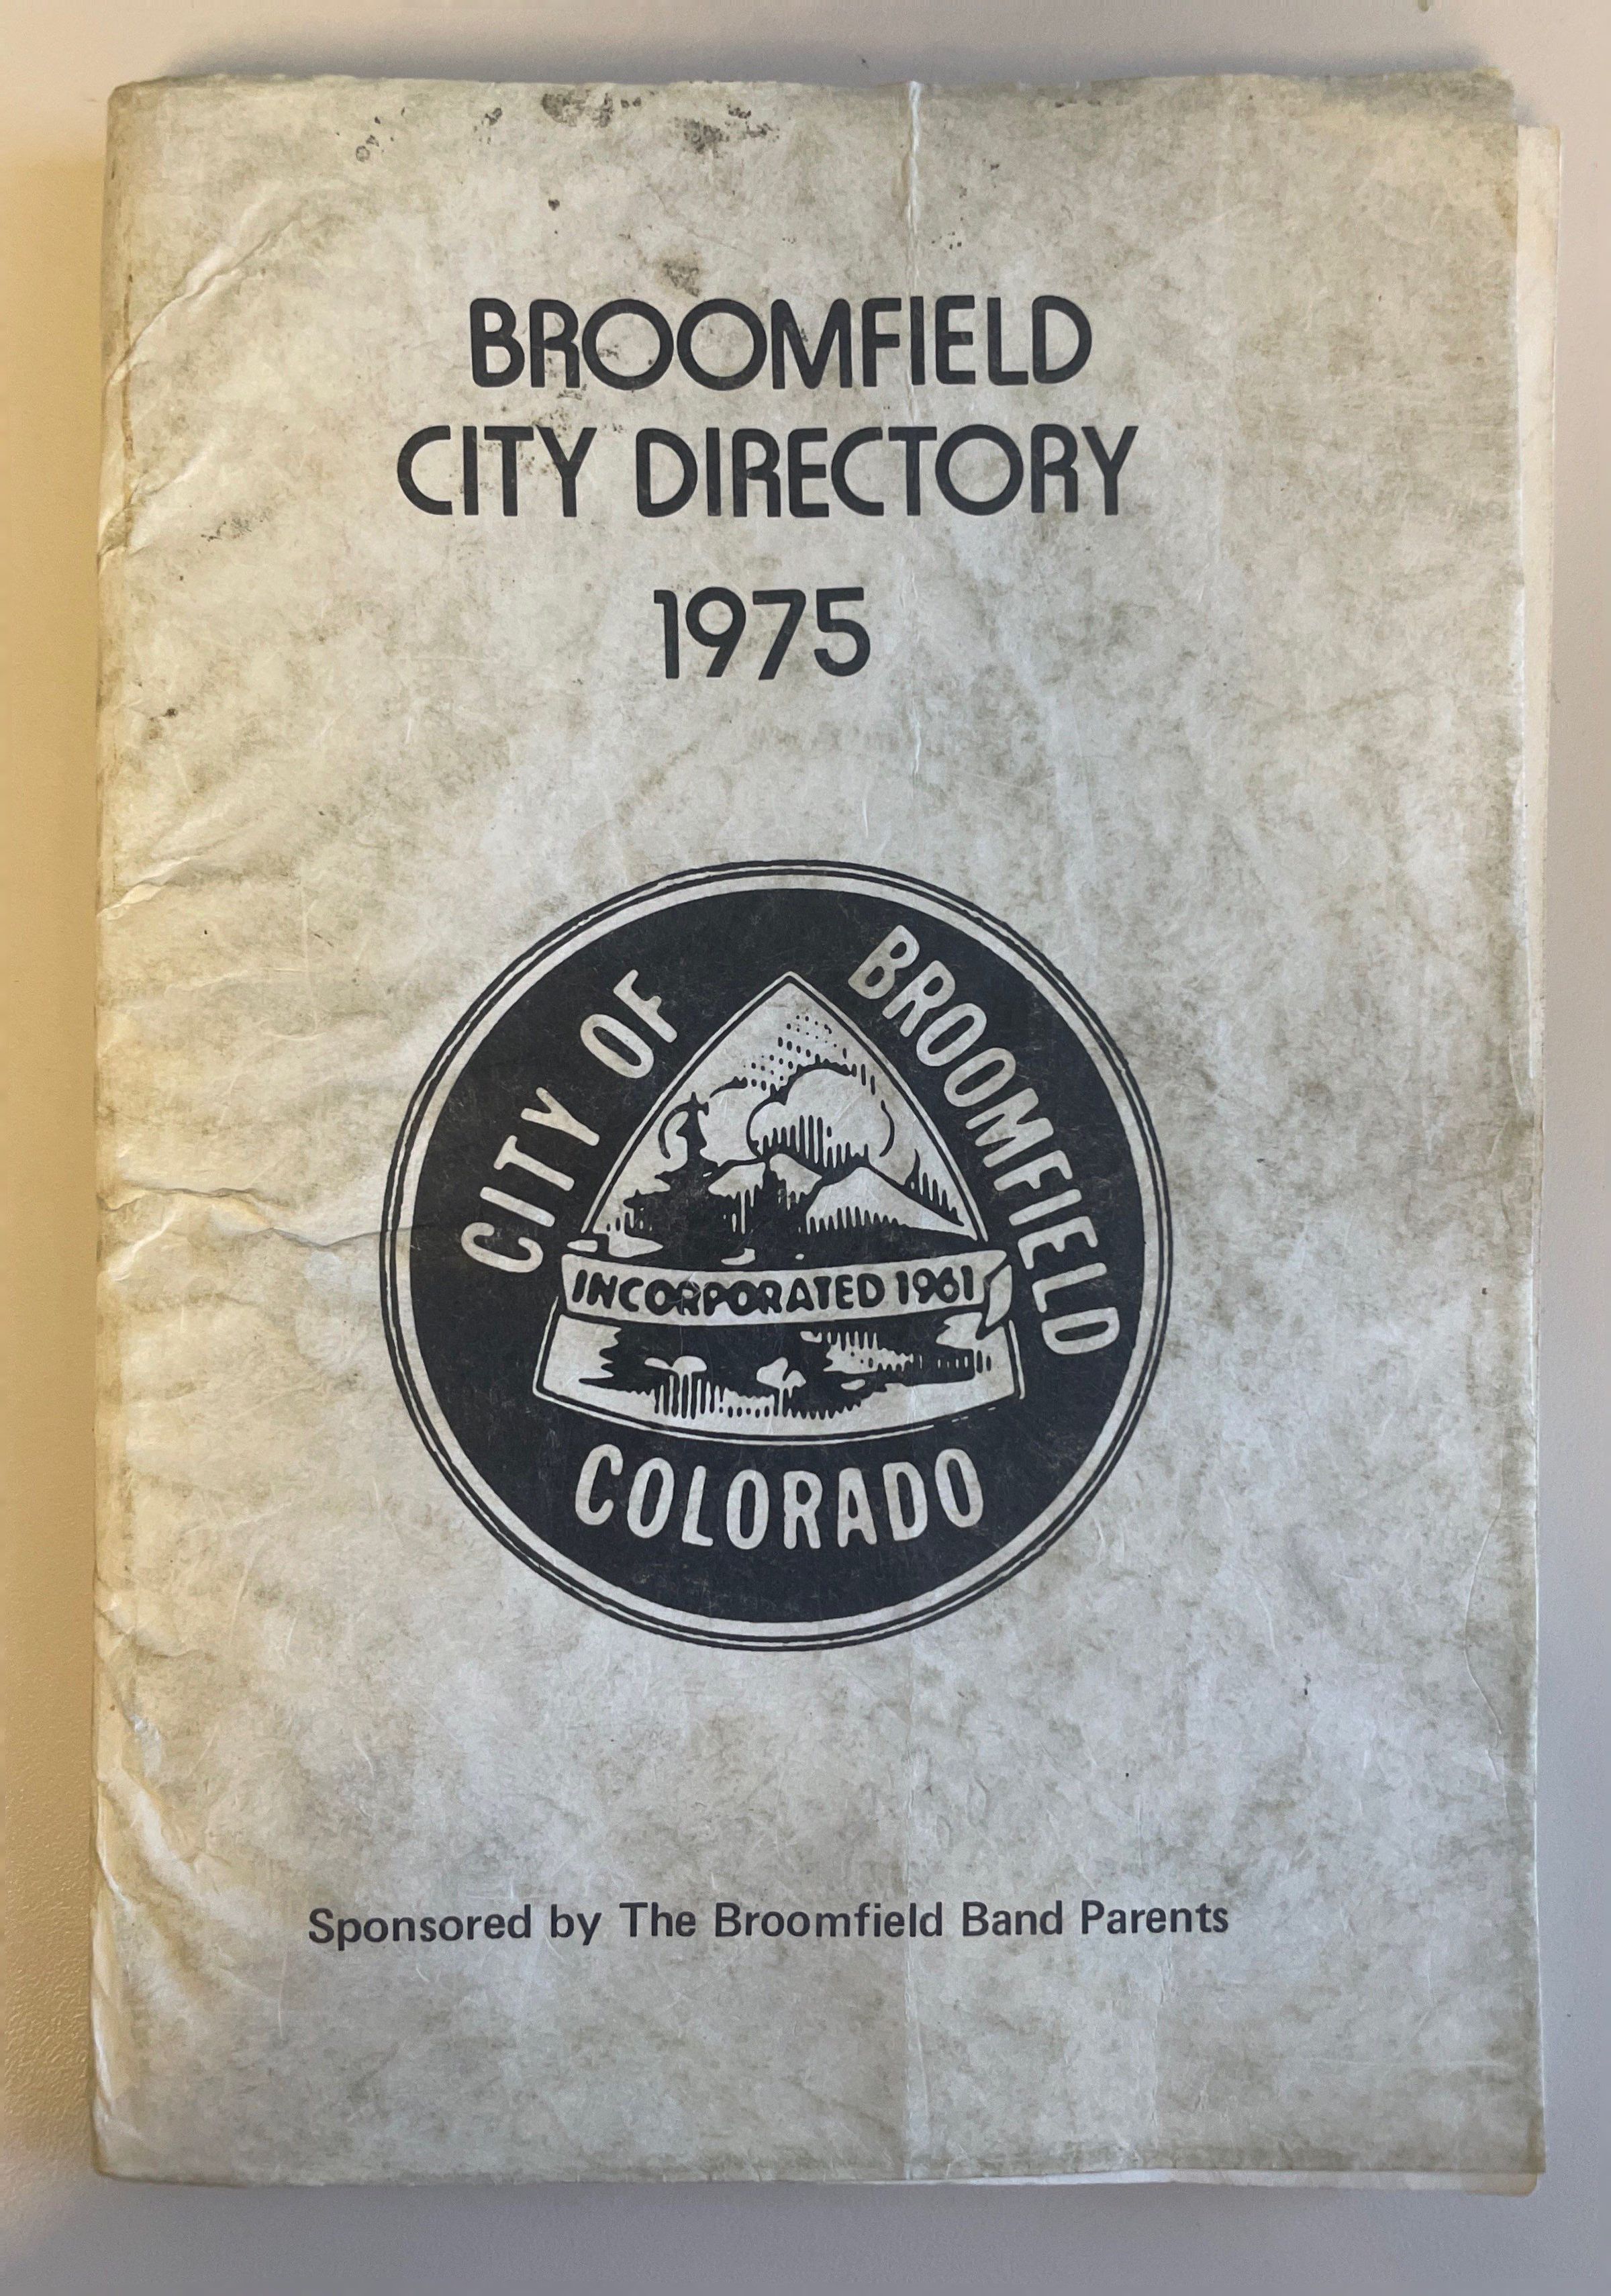 BROOMFIELD
CITY DIRECTORY
1975
CITY OF BROOMFIELD
INCORPORATED 1961
COLORADO
Sponsored by The Broomfield Band Parents